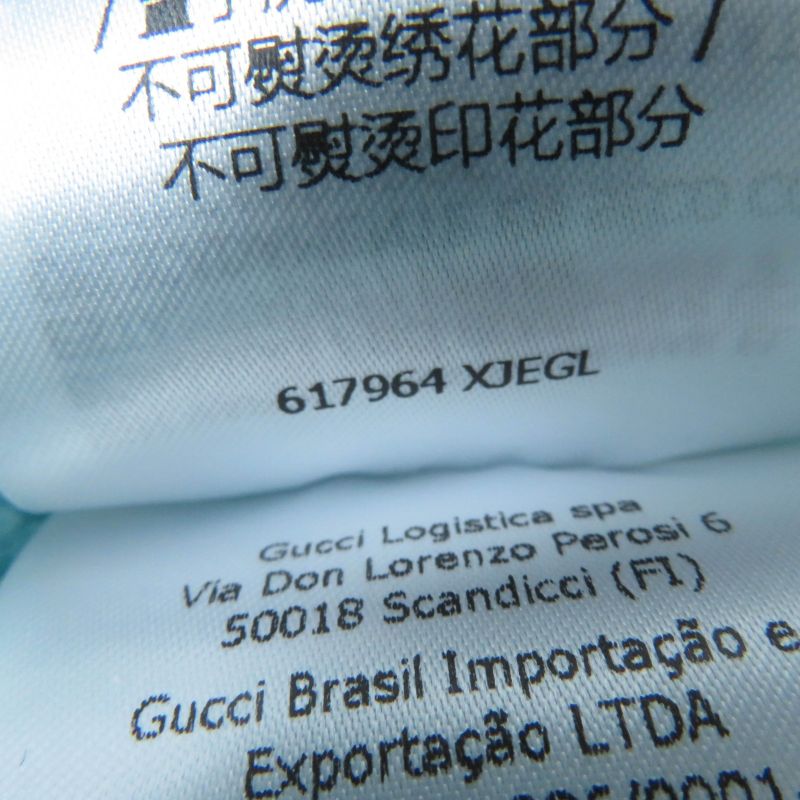 不可熨烫绣花部分/
不可熨烫印花部分
617964 XJEGL
Gucci Logistica spa
Via Don Lorenzo Perosi 6
50018 Scandicci (FI)
Gucci Brasil Importação e
Exportação LTDA